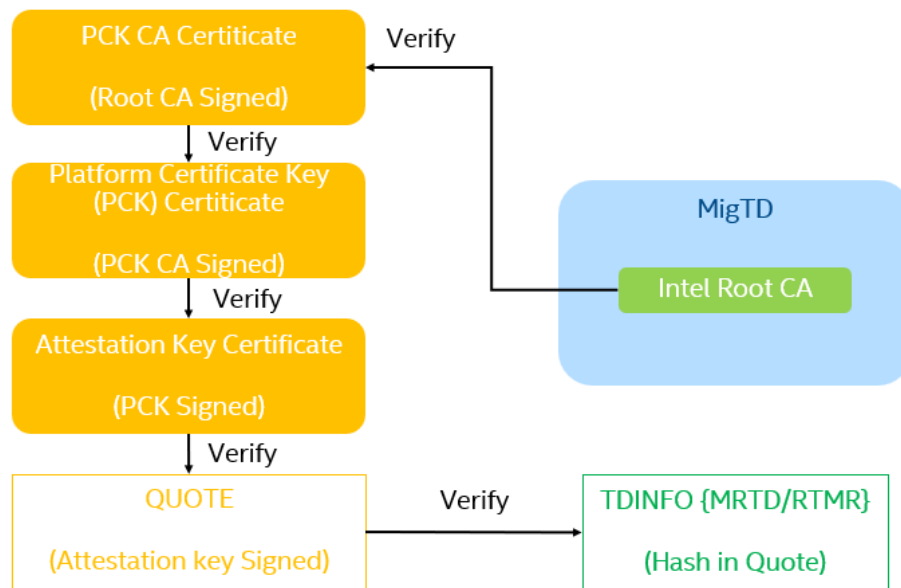 PCK CA Certiticate
(Root CA Signed)
Verify
Verify
Platform Certificate Key
(PCK) Certiticate
(PCK CA Signed)
Verify
MigTD
Intel Root CA
Attestation Key Certificate
(PCK Signed)
Verify
QUOTE
(Attestation key Signed)
Verify
TDINFO {MRTD/RTMR}
(Hash in Quote)